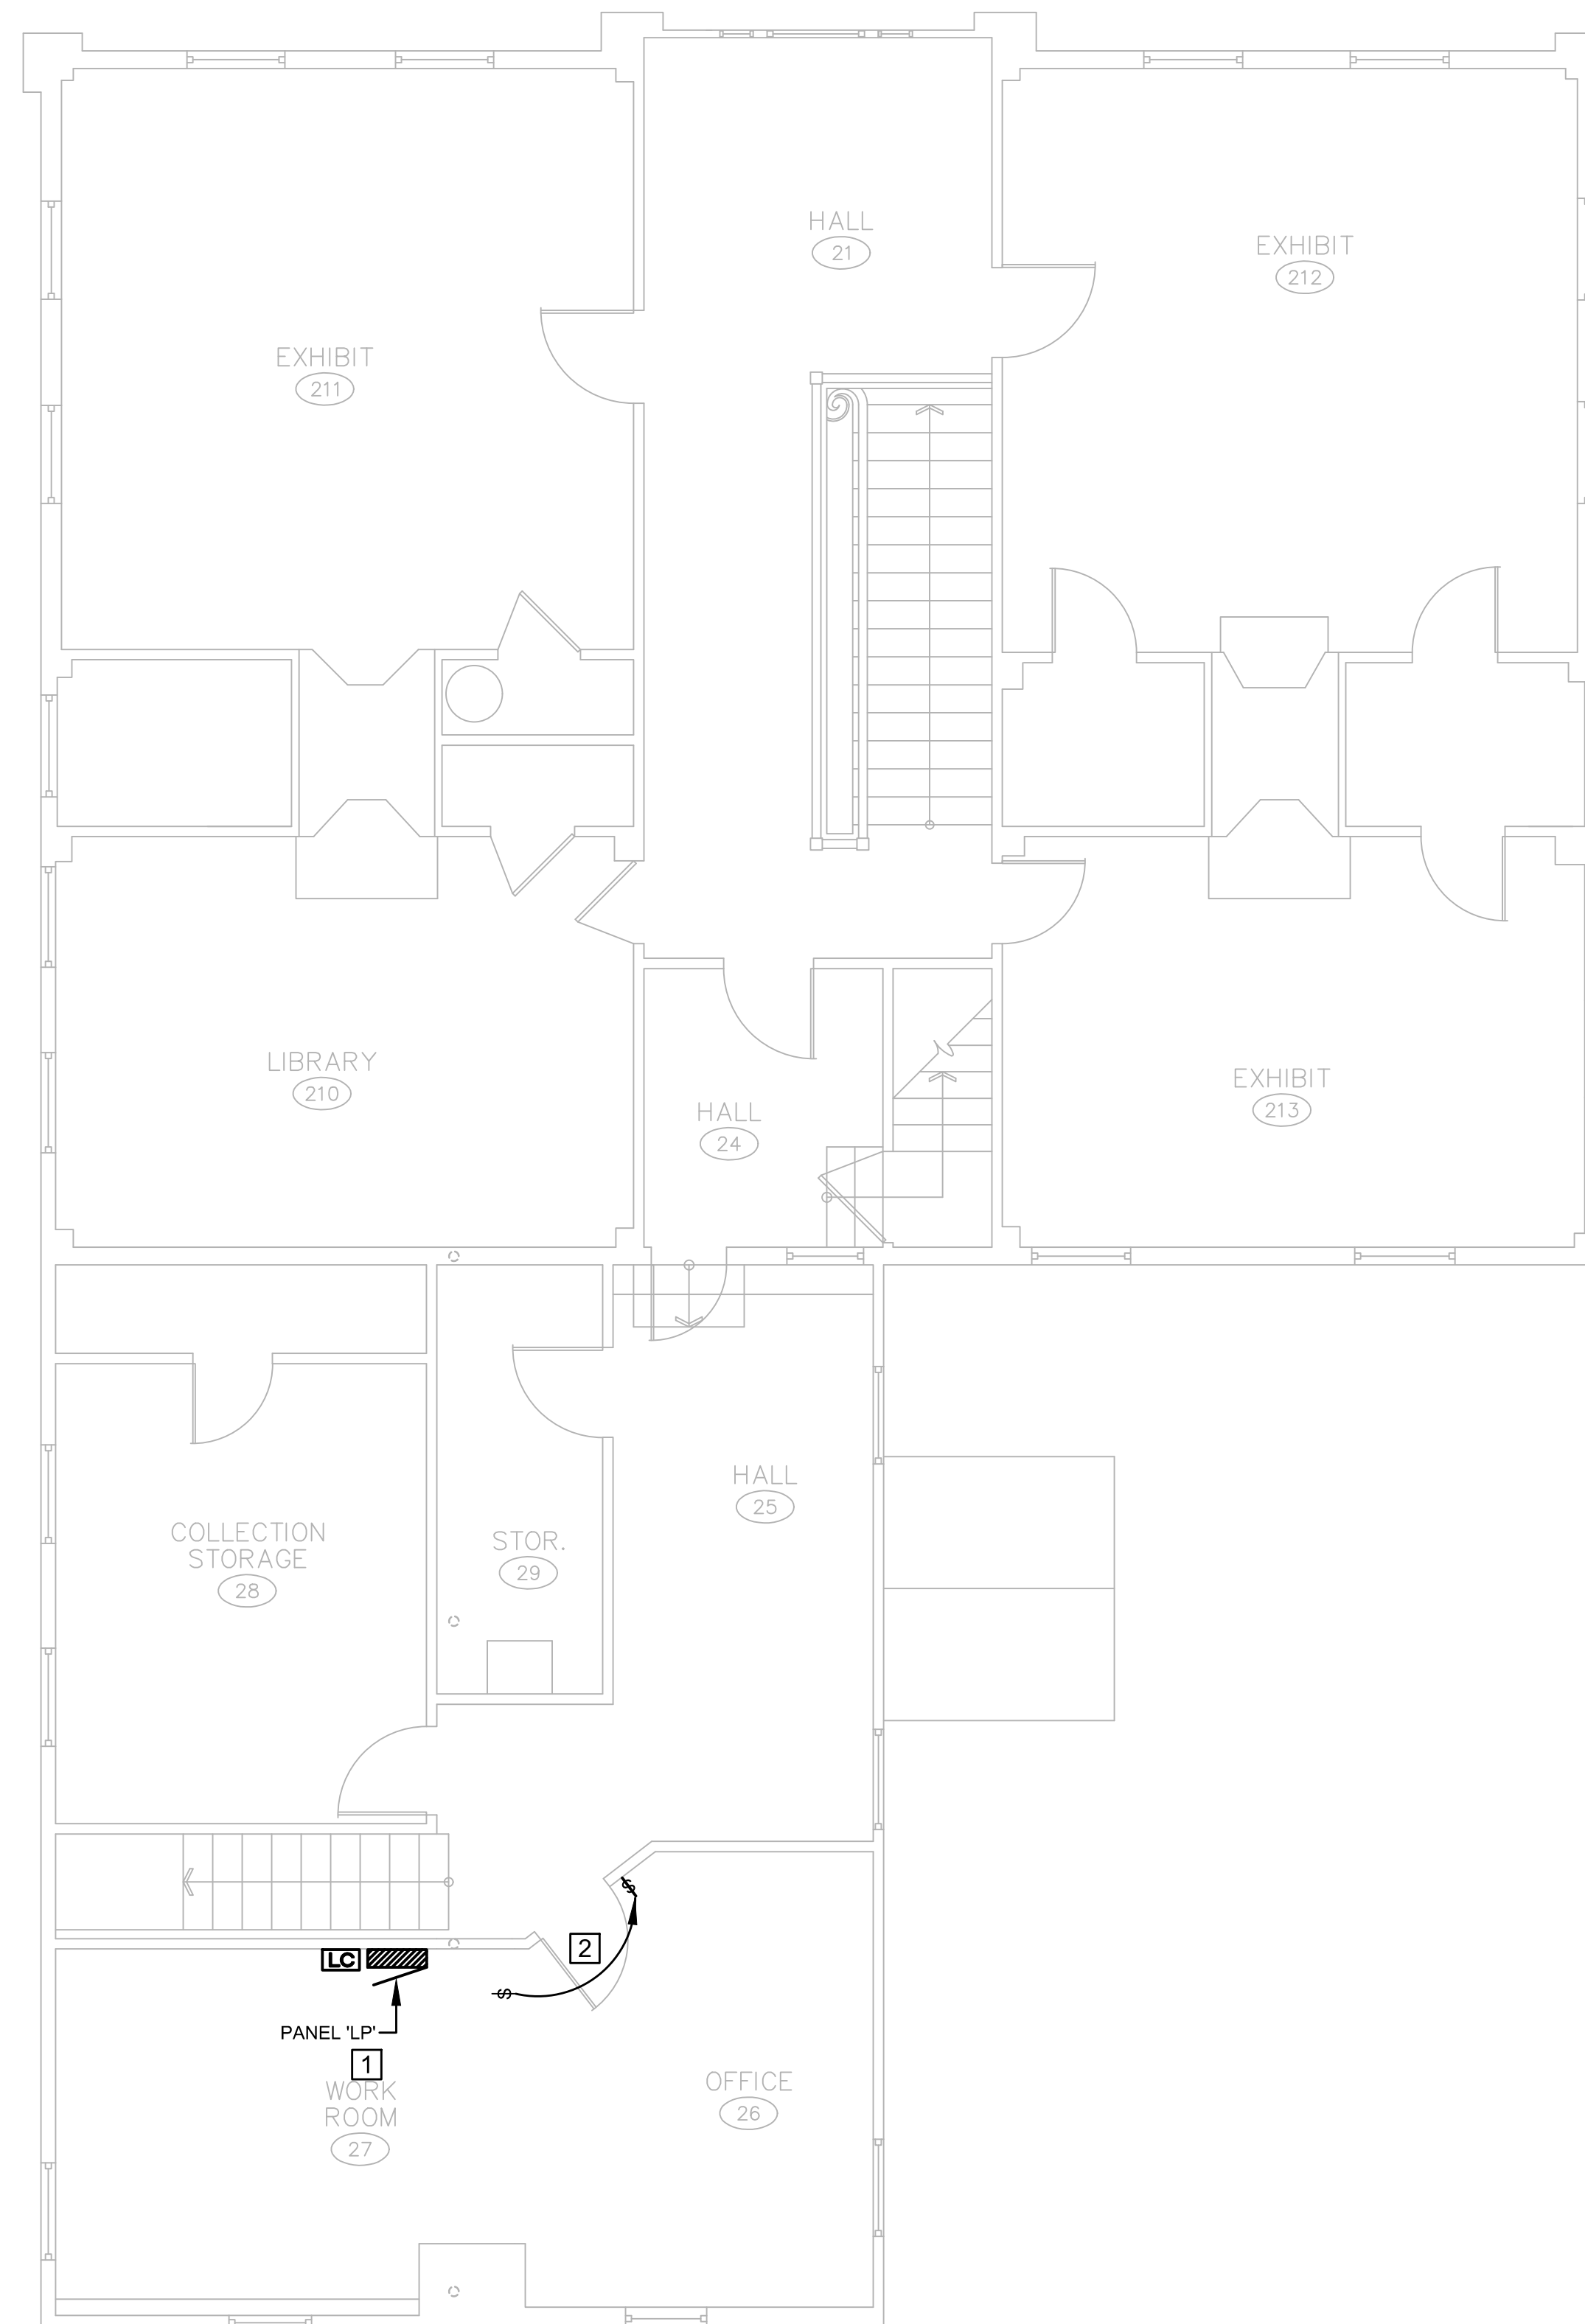 HALL
21
EXHIBIT
212
EXHIBIT
211
LIBRARY
210
HALL
24
EXHIBIT
213
HALL
25
COLLECTION
STORAGE
28
STOR.
29
$
2
LC
$
PANEL 'LP'
1
WORK
ROOM
27
OFFICE
26